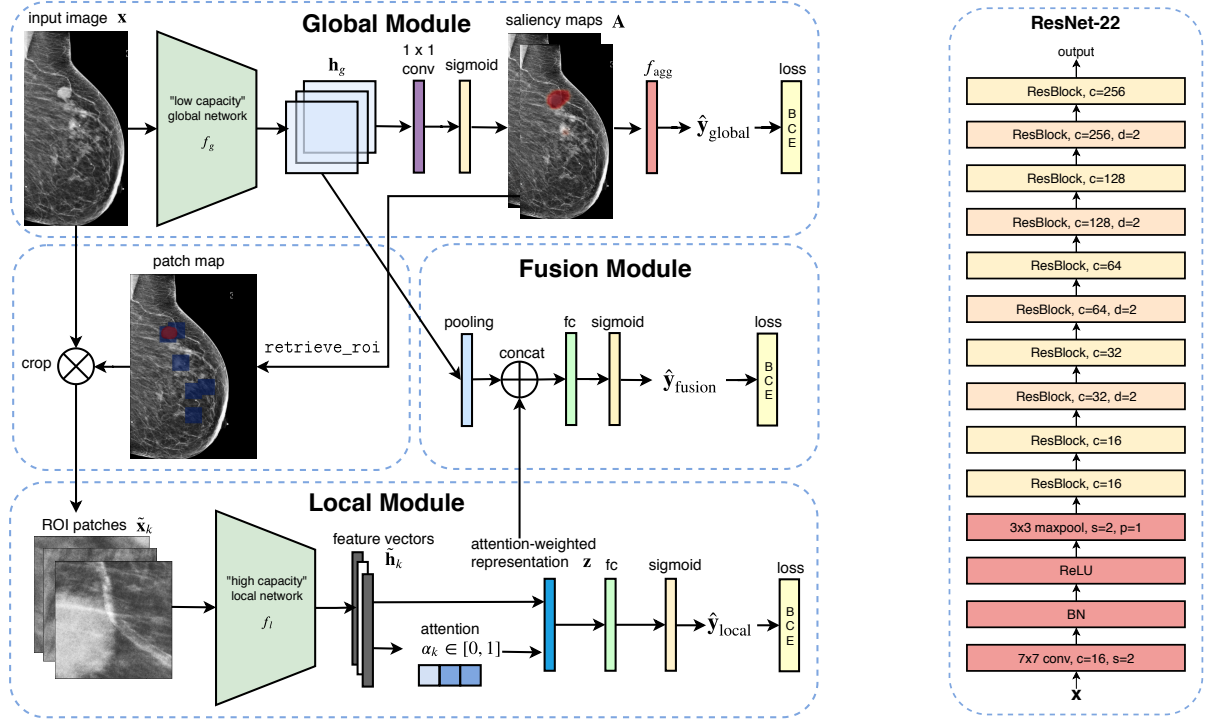 Global Module
input image x
"low capacity"
global network
f_g
h_g
1 x 1
conv
sigmoid
saliency maps A
f_agg
ŷ_global
loss
B
C
E
patch map
crop
retrieve_roi
Fusion Module
pooling
concat
fc
sigmoid
ŷ_fusion
loss
B
C
E
Local Module
ROI patches x̃_k
"high capacity"
local network
f_l
feature vectors
h̃_k
attention
α_k ∈ [0, 1]
attention-weighted
representation z
fc
sigmoid
ŷ_local
loss
B
C
E
ResNet-22
output
ResBlock, c=256
ResBlock, c=256, d=2
ResBlock, c=128
ResBlock, c=128, d=2
ResBlock, c=64
ResBlock, c=64, d=2
ResBlock, c=32
ResBlock, c=32, d=2
ResBlock, c=16
ResBlock, c=16
3x3 maxpool, s=2, p=1
ReLU
BN
7x7 conv, c=16, s=2
x